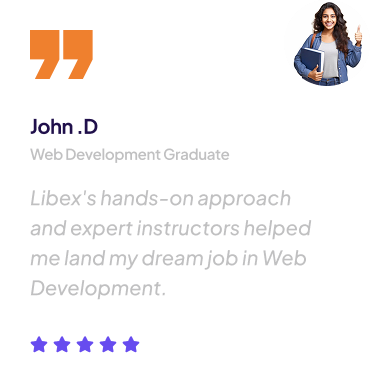 John .D
Web Development Graduate
Libex's hands-on approach
and expert instructors helped
me land my dream job in Web
Development.